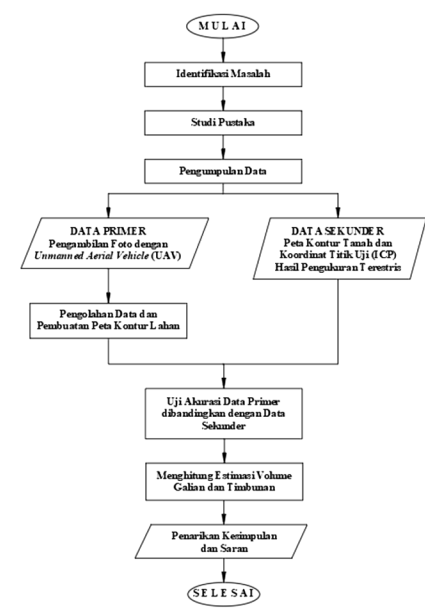 MULAI
Identifikasi Masalah
Studi Pustaka
Pengumpulan Data
DATA PRIMER
Pengambilan Foto dengan
Unmanned Aerial Vehicle (UAV)
DATA SEKUNDER
Peta Kontur Tanah dan
Koordinat Titik Uji (ICP)
Hasil Pengukuran Terestris
Pengolahan Data dan
Pembuatan Peta Kontur Lahan
Uji Akurasi Data Primer
dibandingkan dengan Data
Sekunder
Menghitung Estimasi Volume
Galian dan Timbunan
Penarikan Kesimpulan
dan Saran
SELESAI